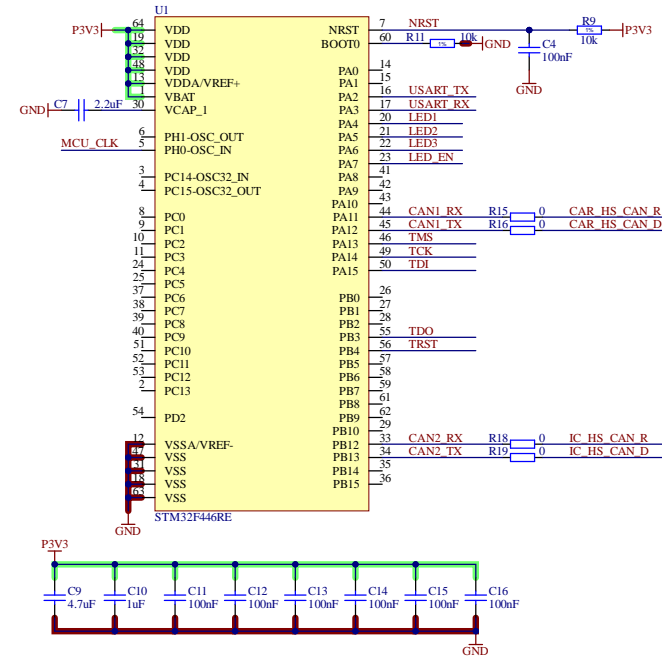 U1
P3V3
64 VDD
19 VDD
32 VDD
48 VDD
13 VDDA/VREF+
1 VBAT
GND C7 2.2uF 30 VCAP_1
6 PH1-OSC_OUT
MCU_CLK 5 PH0-OSC_IN
3 PC14-OSC32_IN
4 PC15-OSC32_OUT
8 PC0
9 PC1
10 PC2
11 PC3
24 PC4
25 PC5
37 PC6
38 PC7
39 PC8
40 PC9
51 PC10
52 PC11
53 PC12
2 PC13
54 PD2
12 VSSA/VREF-
47 VSS
31 VSS
18 VSS
63 VSS
GND
STM32F446RE
NRST 7 NRST R9 1% 10k P3V3
BOOT0 60 R11 1% 10k GND
C4
100nF
GND
PA0 14
PA1 15
PA2 16 USART_TX
PA3 17 USART_RX
PA4 20 LED1
PA5 21 LED2
PA6 22 LED3
PA7 23 LED_EN
PA8 41
PA9 42
PA10 43
PA11 44 CAN1_RX R15 0 CAR_HS_CAN_R
PA12 45 CAN1_TX R16 0 CAR_HS_CAN_D
PA13 46 TMS
PA14 49 TCK
PA15 50 TDI
PB0 26
PB1 27
PB2 28
PB3 55 TDO
PB4 56 TRST
PB5 57
PB6 58
PB7 59
PB8 61
PB9 62
PB10 29
PB12 33 CAN2_RX R18 0 IC_HS_CAN_R
PB13 34 CAN2_TX R19 0 IC_HS_CAN_D
PB14 35
PB15 36
P3V3
C9 C10 C11 C12 C13 C14 C15 C16
4.7uF 1uF 100nF 100nF 100nF 100nF 100nF 100nF
GND